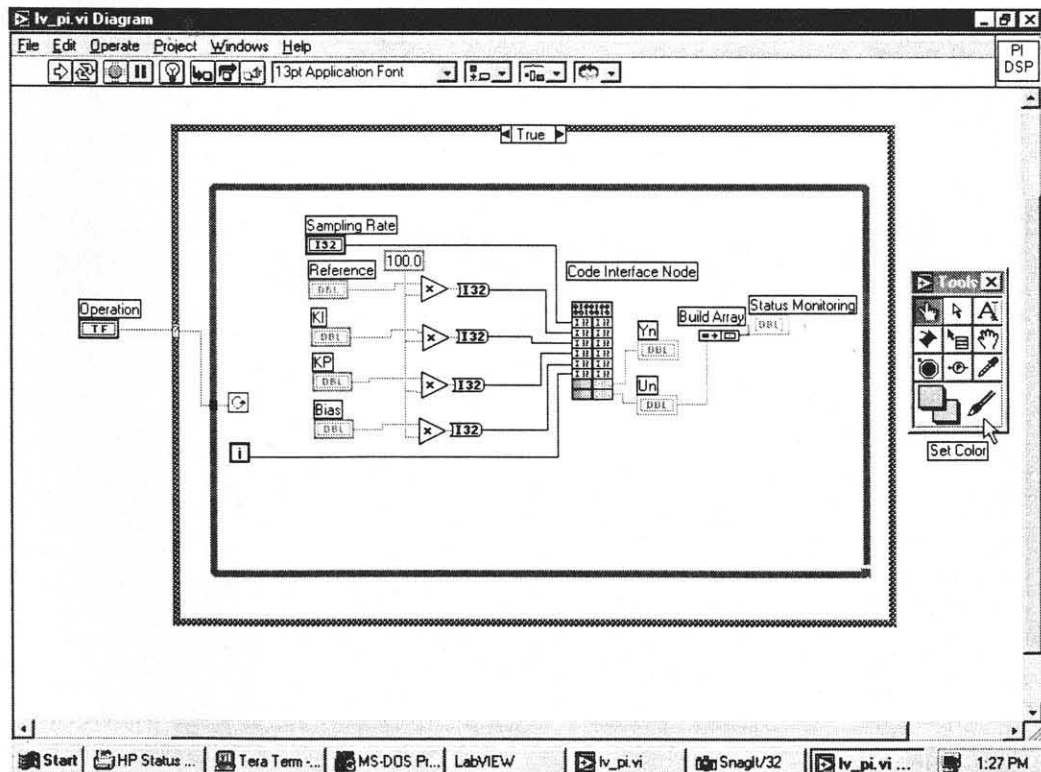 lv_pi.vi Diagram
File Edit Operate Project Windows Help
PI
DSP
13pt Application Font
True
Sampling Rate
I32
100.0
Reference
DBL
I32
Code Interface Node
Operation
TF
KI
DBL
I32
KP
DBL
I32
Bias
DBL
I32
i
Yn
DBL
Un
DBL
Build Array
Status Monitoring
DBL
Tools
A
P
Set Color
Start
HP Status ...
Tera Term -...
MS-DOS Pr...
LabVIEW
lv_pi.vi
SnagIt/32
lv_pi.vi ...
1:27 PM